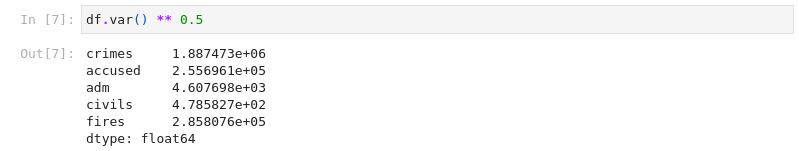 In [7]: df.var() ** 0.5
Out[7]: crimes     1.887473e+06
accused    2.556961e+05
adm        4.607698e+03
civils     4.785827e+02
fires      2.858076e+05
dtype: float64